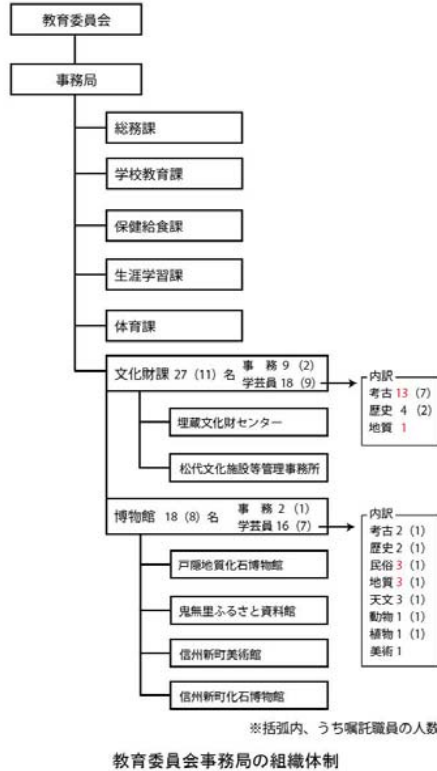 教育委員会
事務局
総務課
学校教育課
保健給食課
生涯学習課
体育課
文化財課 27（11）名
事　務 9 （2）
学芸員 18 （9）
内訳
考古 13 （7）
歴史 4 （2）
地質 1
埋蔵文化財センター
松代文化施設等管理事務所
博物館 18（8）名
事　務 2（1）
学芸員 16（7）
内訳
考古 2（1）
歴史 2（1）
民俗 3（1）
地質 3（1）
天文 3（1）
動物 1（1）
植物 1（1）
美術 1
戸隠地質化石博物館
鬼無里ふるさと資料館
信州新町美術館
信州新町化石博物館
※括弧内、うち嘱託職員の人数
教育委員会事務局の組織体制